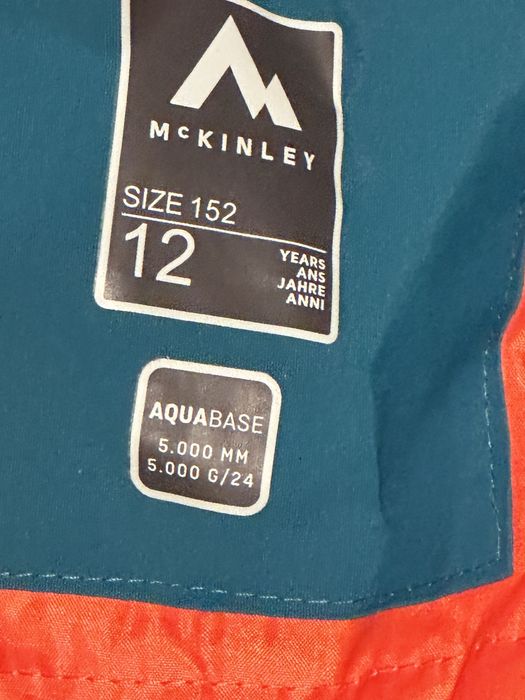 McKINLEY
SIZE 152
12
YEARS
ANS
JAHRE
ANNI
AQUABASE
5.000 MM
5.000 G/24